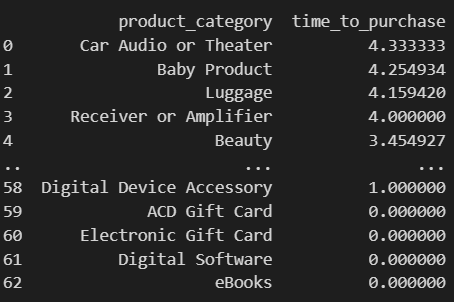 product_category time_to_purchase
0 Car Audio or Theater 4.333333
1 Baby Product 4.254934
2 Luggage 4.159420
3 Receiver or Amplifier 4.000000
4 Beauty 3.454927
.. ... ...
58 Digital Device Accessory 1.000000
59 ACD Gift Card 0.000000
60 Electronic Gift Card 0.000000
61 Digital Software 0.000000
62 eBooks 0.000000